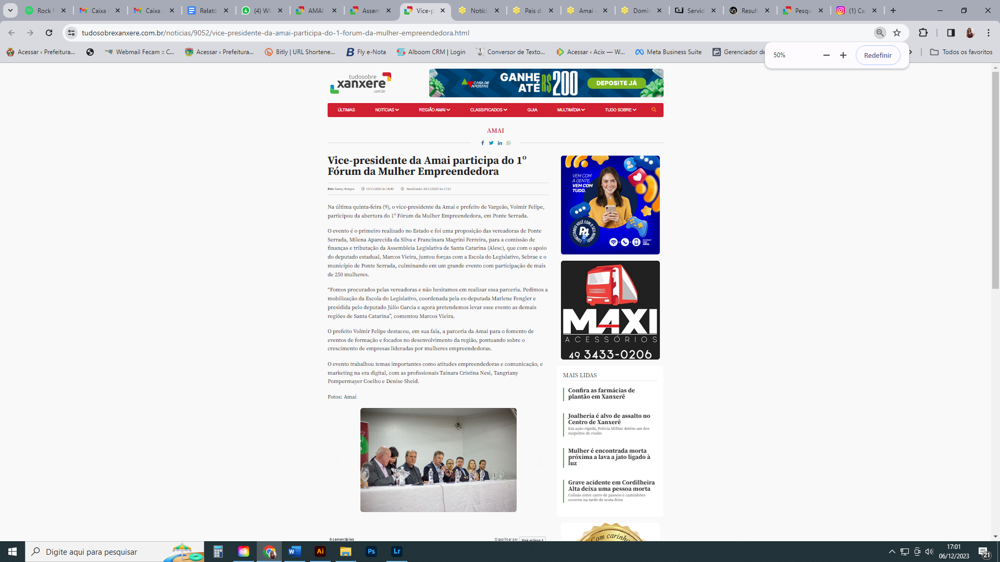 Rock N
Caixa
Caixa
Relató
(4) Wh
AMAI
Assem
Vice-p
Notíci
Pais d
Amai
Domin
Servid
Result
Pesqu
(1) Ca
tudosobrexanxere.com.br/noticias/9052/vice-presidente-da-amai-participa-do-1-forum-da-mulher-empreendedora.html
Acessar ‹ Prefeitura...
Webmail Fecam :: C...
Acessar ‹ Prefeitura...
Bitly | URL Shortene...
Fly e-Nota
Alboom CRM | Login
Conversor de Texto...
Acessar ‹ Acix — W...
Meta Business Suite
Gerenciador de
Todos os favoritos
50%
Redefinir
tudosobre
xanxere
.com.br
CASA DE
APOSTAS
GANHE
ATÉ R$200
DEPOSITE JÁ
ÚLTIMAS NOTÍCIAS REGIÃO AMAI CLASSIFICADOS GUIA MULTIMÍDIA TUDO SOBRE
AMAI
Vice-presidente da Amai participa do 1º
Fórum da Mulher Empreendedora
Por: Sanny Borges 13/11/2023 às 14:40 Atualizado: 20/11/2023 às 17:21
Na última quinta-feira (9), o vice-presidente da Amai e prefeito de Vargeão, Volmir Felipe,
participou da abertura do 1º Fórum da Mulher Empreendedora, em Ponte Serrada.
O evento é o primeiro realizado no Estado e foi uma proposição das vereadoras de Ponte
Serrada, Milena Aparecida da Silva e Francinara Magrini Ferreira, para a comissão de
finanças e tributação da Assembleia Legislativa de Santa Catarina (Alesc), que com o apoio
do deputado estadual, Marcos Vieira, juntou forças com a Escola do Legislativo, Sebrae e o
município de Ponte Serrada, culminando em um grande evento com participação de mais
de 250 mulheres.
“Fomos procurados pelas vereadoras e não hesitamos em realizar essa parceria. Pedimos a
mobilização da Escola do Legislativo, coordenada pela ex-deputada Marlene Fengler e
presidida pelo deputado Júlio Garcia e agora pretendemos levar esse evento as demais
regiões de Santa Catarina”, comentou Marcos Vieira.
O prefeito Volmir Felipe destacou, em sua fala, a parceria da Amai para o fomento de
eventos de formação e focados no desenvolvimento da região, pontuando sobre o
crescimento de empresas lideradas por mulheres empreendedoras.
O evento trabalhou temas importantes como atitudes empreendedoras e comunicação, e
marketing na era digital, com as profissionais Tainara Cristina Nesi, Tangriany
Pompermayer Coelho e Denise Sheid.
Fotos: Amai
0 comentários
Classificar por Mais antigos
VEM COM
A GENTE,
VEM COM
TUDO.
CONECTANDO VOCÊ COM O SEU MUNDO!
P4
INTERNET
FIXO
MÓVEL
MAXI
ACESSÓRIOS
49 3433-0206
MAIS LIDAS
Confira as farmácias de
plantão em Xanxerê
Joalheria é alvo de assalto no
Centro de Xanxerê
Em ação rápida, Polícia Militar detém um dos
suspeitos do roubo
Mulher é encontrada morta
próxima a lava a jato ligado à
luz
Grave acidente em Cordilheira
Alta deixa uma pessoa morta
Colisão entre carro de passeio e caminhões
ocorreu na tarde de sexta-feira
Com carinho
Digite aqui para pesquisar
Ai
Ps
Lr
17:01
06/12/2023
21